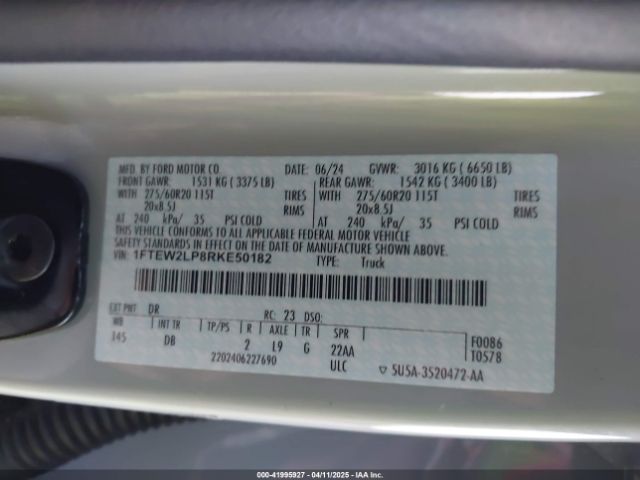 MFD. BY FORD MOTOR CO. DATE: 06/24 GVWR: 3016 KG ( 6650 LB)
FRONT GAWR: 1531 KG ( 3375 LB) REAR GAWR: 1542 KG ( 3400 LB)
WITH 275/60R20 115T TIRES WITH 275/60R20 115T TIRES
20x8.5J RIMS 20x8.5J RIMS
AT 240 kPa/ 35 PSI COLD AT 240 kPa/ 35 PSI COLD
THIS VEHICLE CONFORMS TO ALL APPLICABLE FEDERAL MOTOR VEHICLE
SAFETY STANDARDS IN EFFECT ON THE DATE OF MANUFACTURE SHOWN ABOVE.
VIN: 1FTEW2LP8RKE50182 TYPE: Truck
EXT PNT DR RC: 23 DSO:
WB INT TR TP/PS R AXLE TR SPR F0086
145 DB 2 L9 G 22AA T0578
2202406227690 ULC ▽ 5U5A-3520472-AA
000-41995927 - 04/11/2025 - IAA Inc.